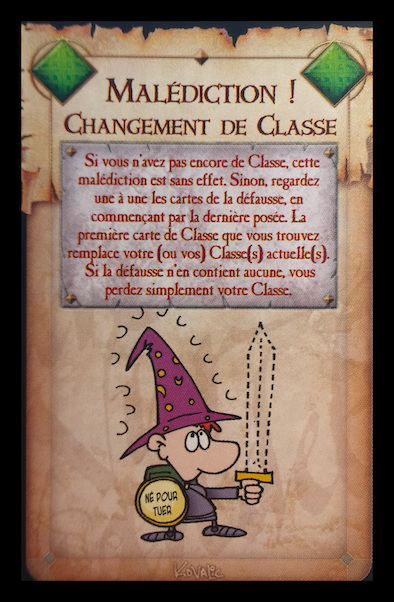 MALÉDICTION !
CHANGEMENT DE CLASSE
Si vous n'avez pas encore de Classe, cette
malédiction est sans effet. Sinon, regardez
une à une les cartes de la défausse, en
commençant par la dernière posée. La
première carte de Classe que vous trouvez
remplace votre (ou vos) Classe(s) actuelle(s).
Si la défausse n'en contient aucune, vous
perdez simplement votre Classe.
NÉ POUR
TUER
KOVALIC